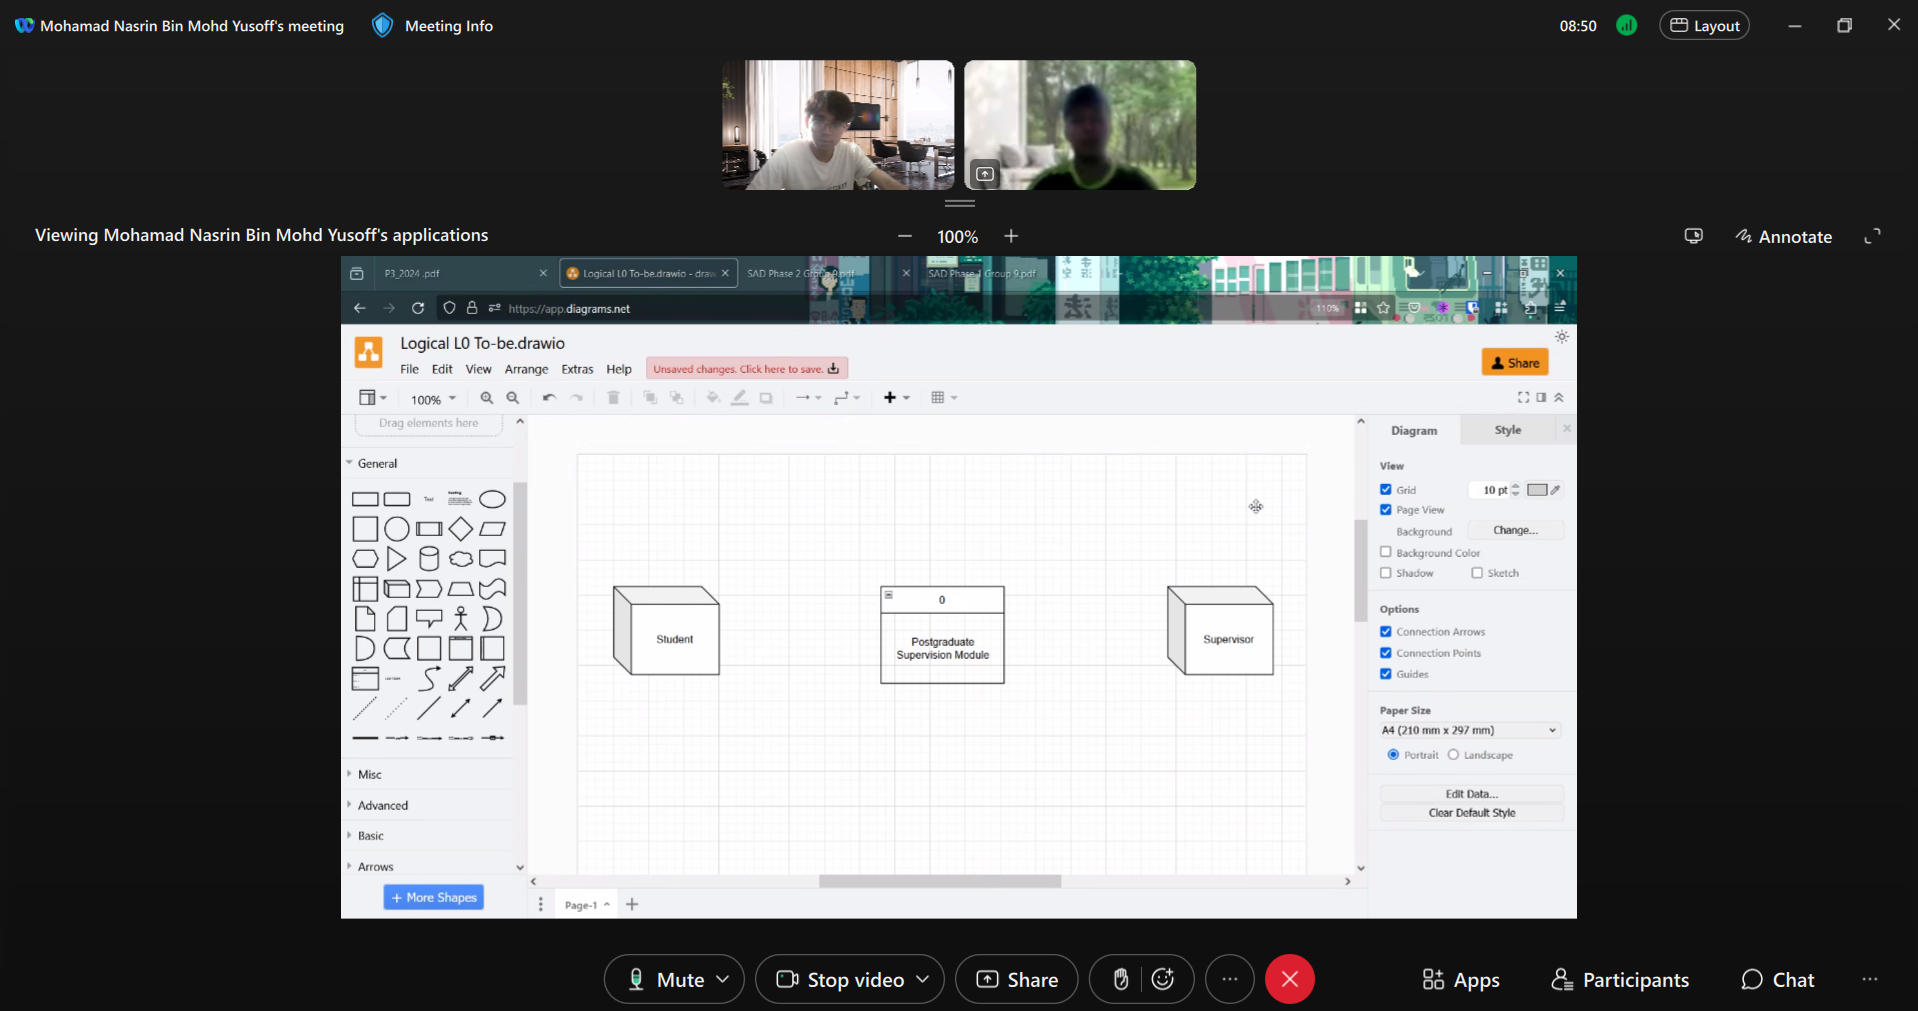 Mohamad Nasrin Bin Mohd Yusoff's meeting
Meeting Info
08:50
Layout
Viewing Mohamad Nasrin Bin Mohd Yusoff's applications
100%
Annotate
P3_2024 .pdf
Logical L0 To-be.drawio - draw
SAD Phase 2 Group 9.pdf
SAD Phase 1 Group 9.pdf
https://app.diagrams.net
110%
Logical L0 To-be.drawio
File Edit View Arrange Extras Help
Unsaved changes. Click here to save.
Share
100%
Drag elements here
General
Text
Heading
Misc
Advanced
Basic
Arrows
+ More Shapes
Student
0
Postgraduate
Supervision Module
Supervisor
Page-1
Diagram
Style
View
Grid
10 pt
Page View
Background
Change...
Background Color
Shadow
Sketch
Options
Connection Arrows
Connection Points
Guides
Paper Size
A4 (210 mm x 297 mm)
Portrait
Landscape
Edit Data...
Clear Default Style
Mute
Stop video
Share
Apps
Participants
Chat